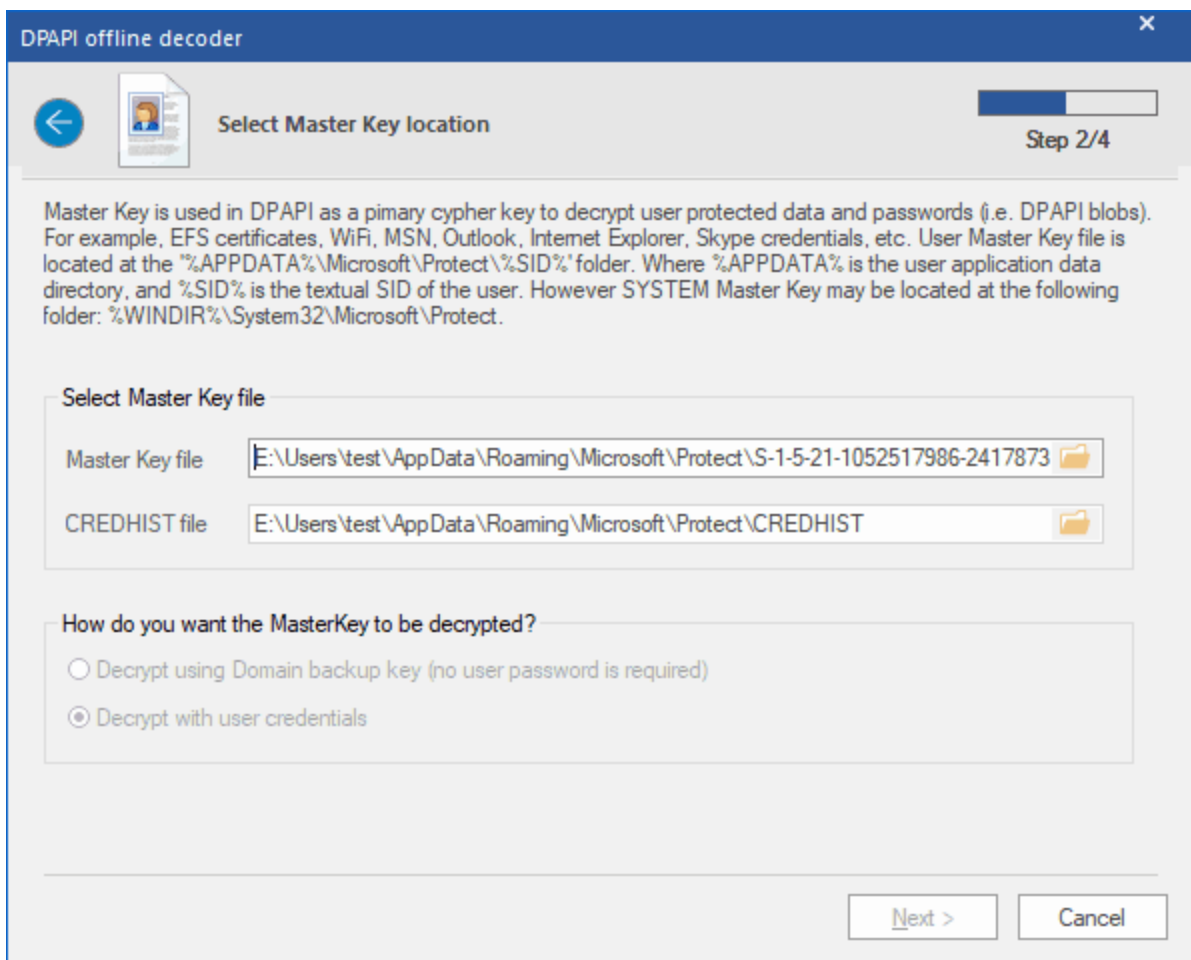 DPAPI offline decoder
Select Master Key location
Step 2/4
Master Key is used in DPAPI as a pimary cypher key to decrypt user protected data and passwords (i.e. DPAPI blobs).
For example, EFS certificates, WiFi, MSN, Outlook, Internet Explorer, Skype credentials, etc. User Master Key file is
located at the "%APPDATA%\Microsoft\Protect\%SID%' folder. Where %APPDATA% is the user application data
directory, and %SID% is the textual SID of the user. However SYSTEM Master Key may be located at the following
folder: %WINDIR%\System32\Microsoft\Protect.
Select Master Key file
Master Key file E:\Users\test\AppData\Roaming\Microsoft\Protect\S-1-5-21-1052517986-2417873
CREDHIST file E:\Users\test\AppData\Roaming\Microsoft\Protect\CREDHIST
How do you want the MasterKey to be decrypted?
Decrypt using Domain backup key (no user password is required)
Decrypt with user credentials
Next > Cancel